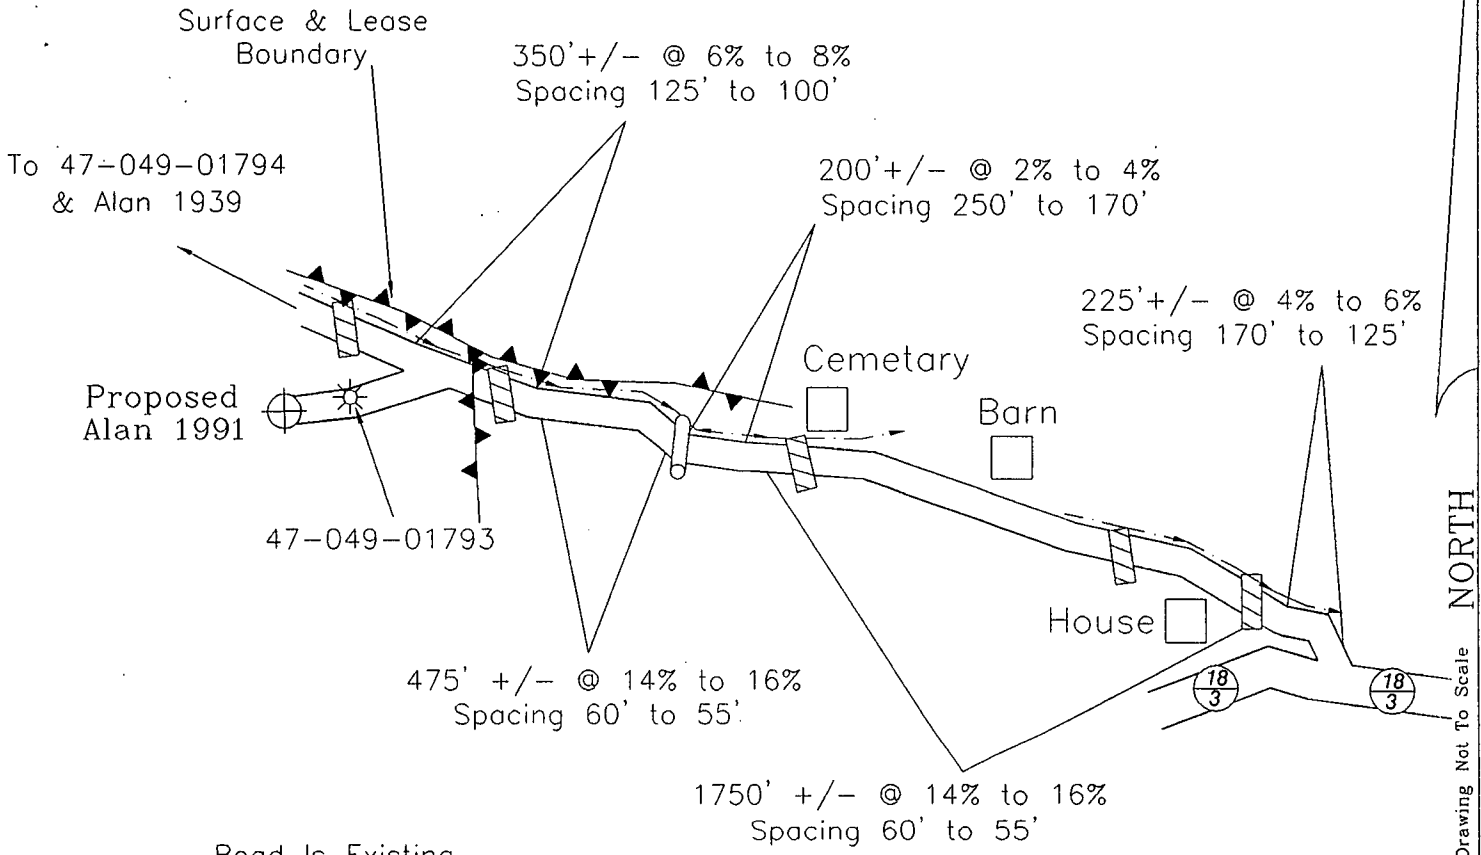 Surface & Lease
Boundary
350'+/- @ 6% to 8%
Spacing 125' to 100'
To 47-049-01794
& Alan 1939
200'+/- @ 2% to 4%
Spacing 250' to 170'
225'+/- @ 4% to 6%
Spacing 170' to 125'
Cemetary
Proposed
Alan 1991
Barn
47-049-01793
House
475' +/- @ 14% to 16%
Spacing 60' to 55'
18
3
18
3
1750' +/- @ 14% to 16%
Spacing 60' to 55'
Road Is Existing
NORTH
Drawing Not To Scale